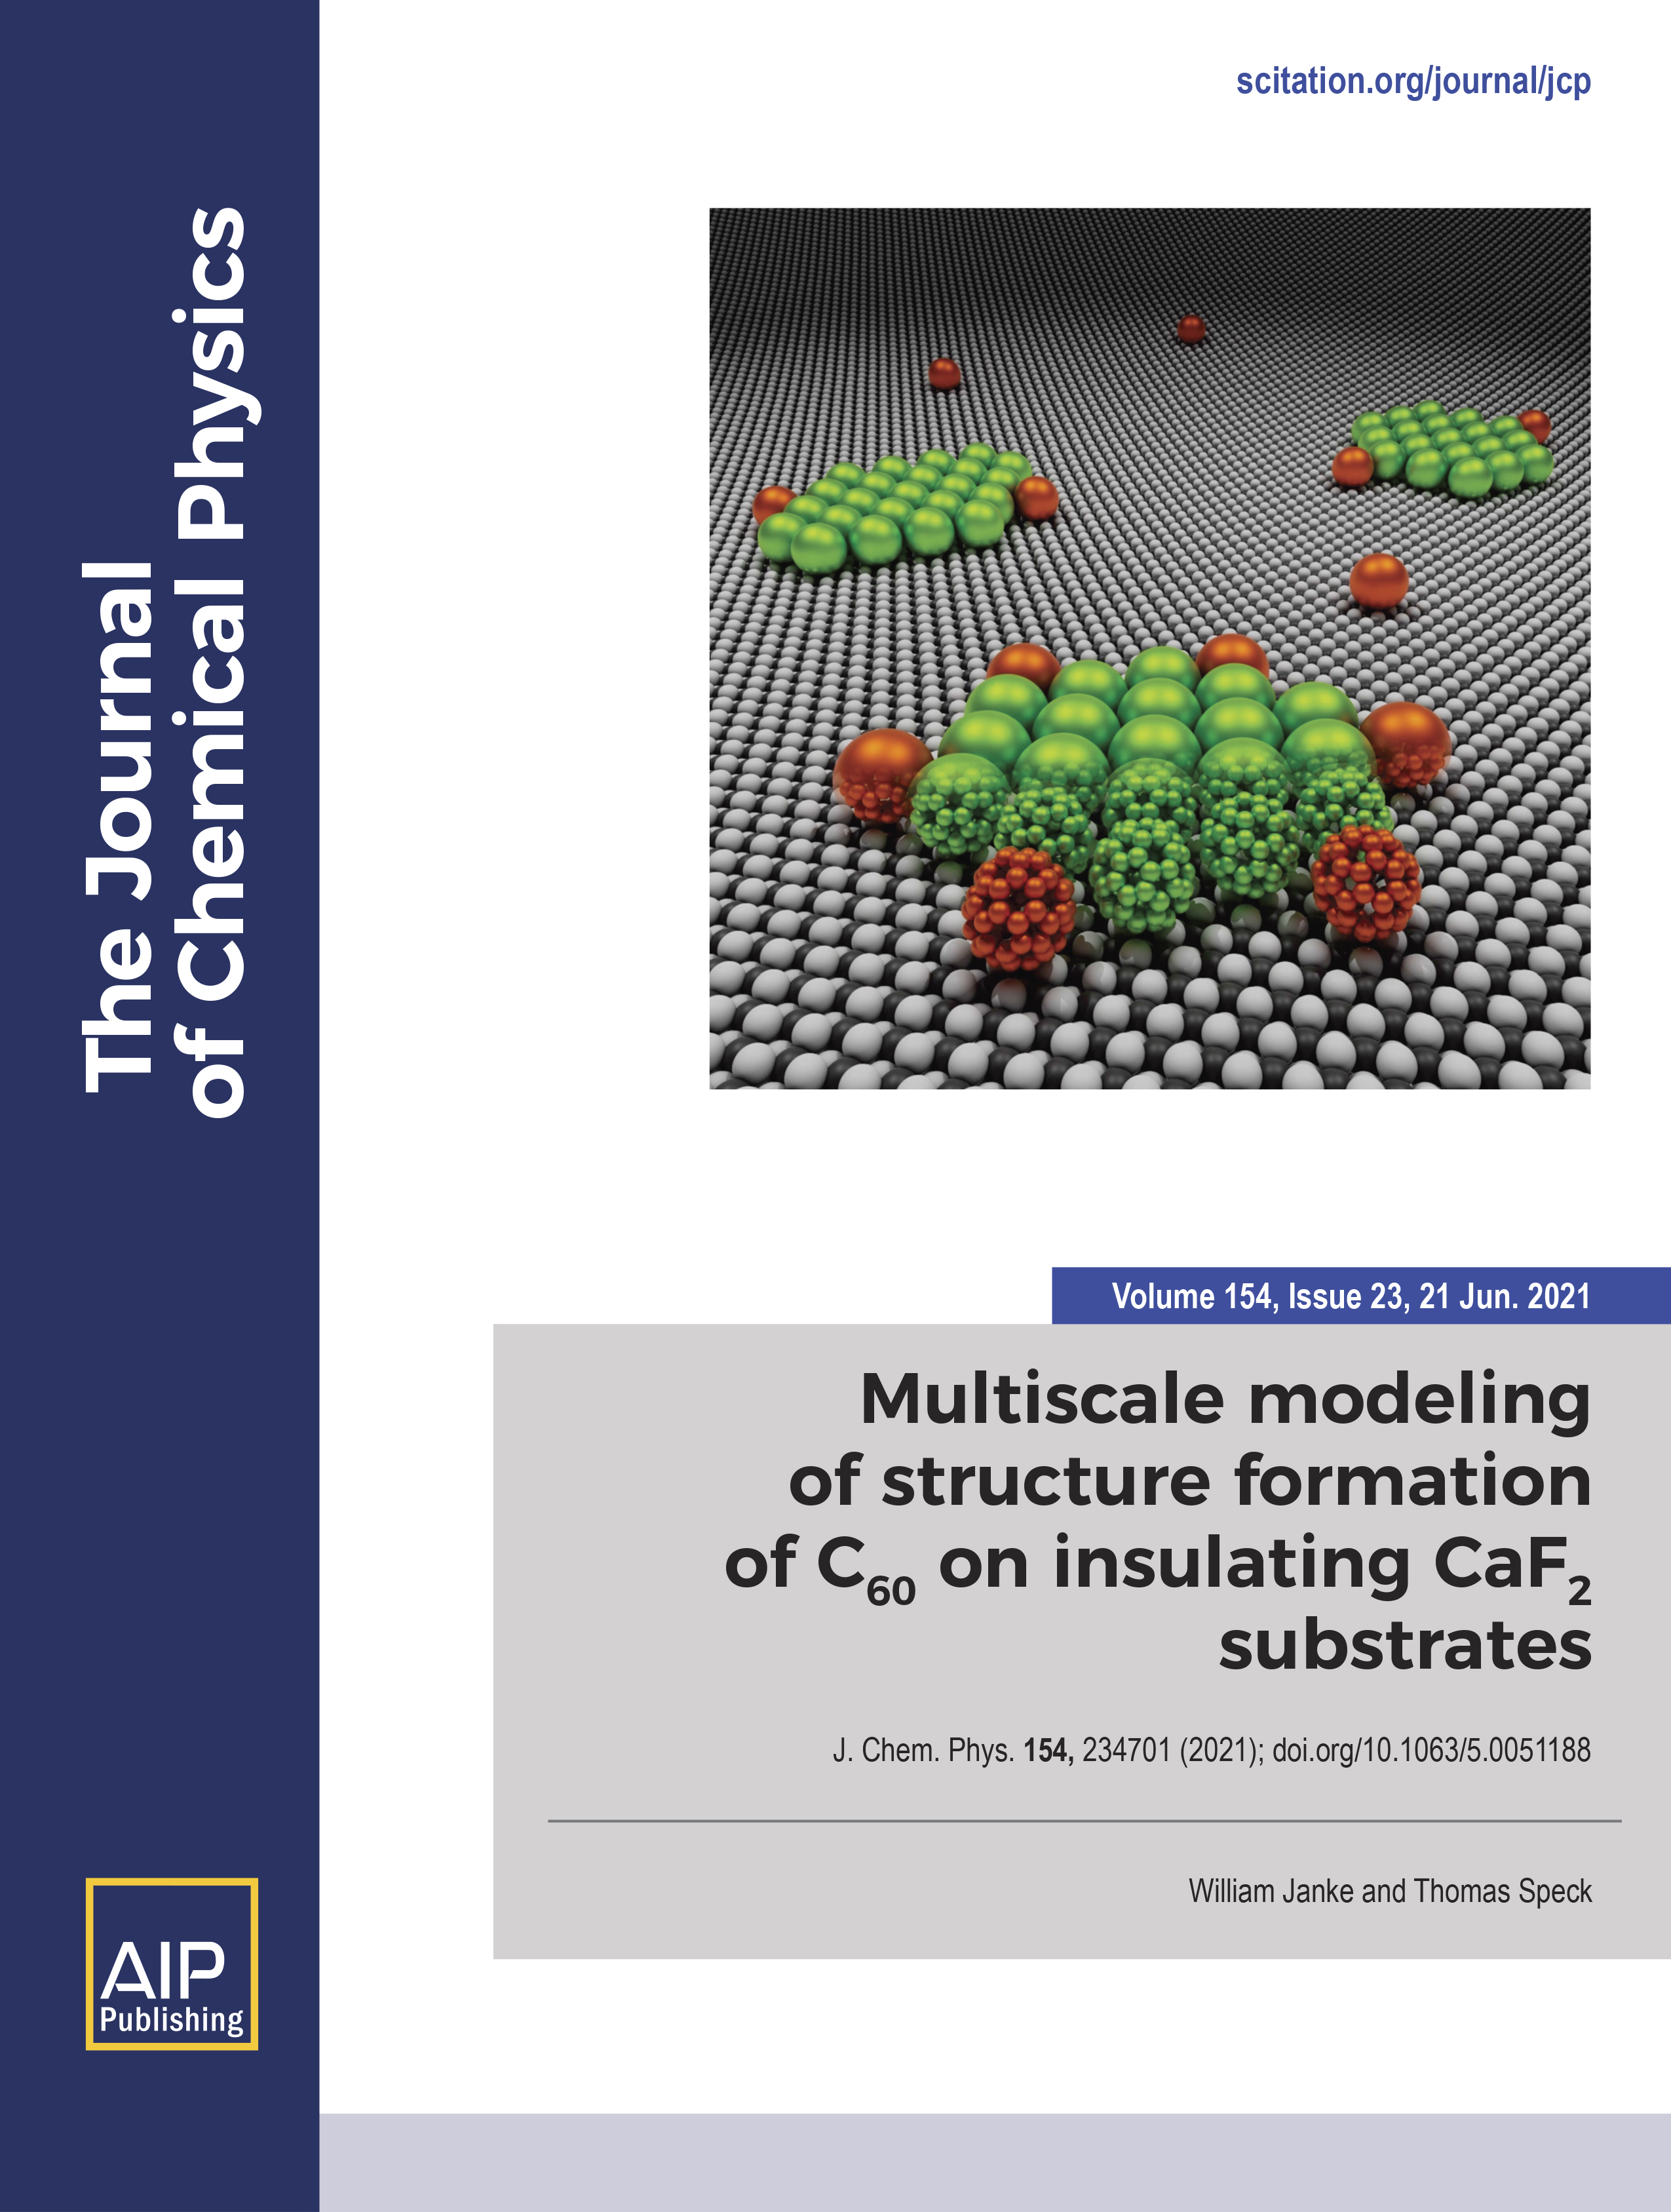 scitation.org/journal/jcp
The Journal
of Chemical Physics
Volume 154, Issue 23, 21 Jun. 2021
Multiscale modeling
of structure formation
of C₆₀ on insulating CaF₂
substrates
J. Chem. Phys. 154, 234701 (2021); doi.org/10.1063/5.0051188
William Janke and Thomas Speck
AIP
Publishing